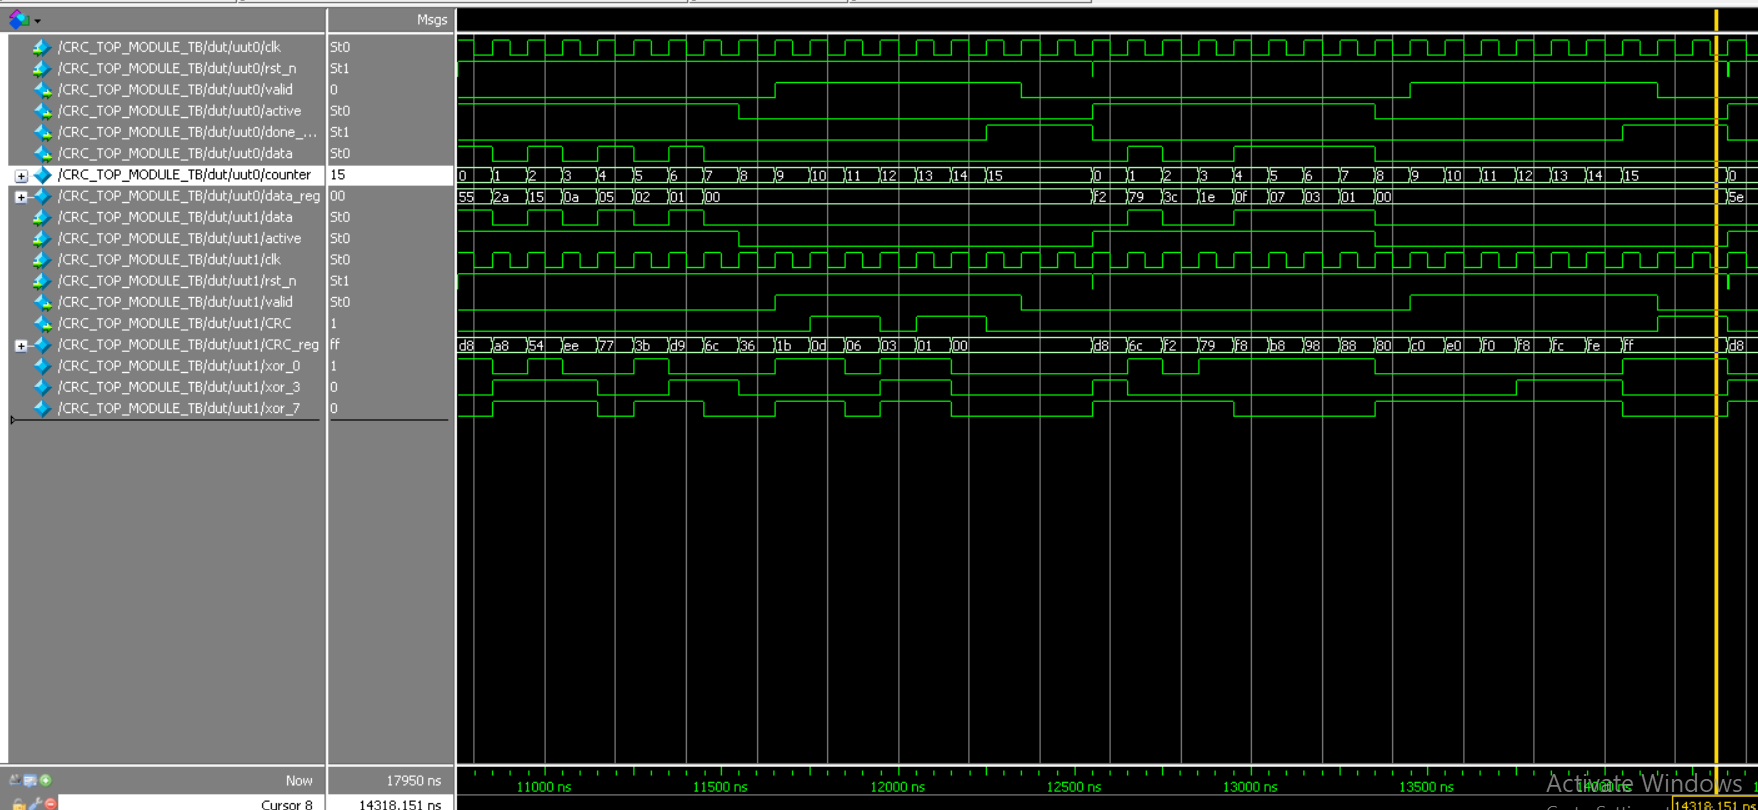 Msgs
/CRC_TOP_MODULE_TB/dut/uut0/clk St0
/CRC_TOP_MODULE_TB/dut/uut0/rst_n St1
/CRC_TOP_MODULE_TB/dut/uut0/valid 0
/CRC_TOP_MODULE_TB/dut/uut0/active St0
/CRC_TOP_MODULE_TB/dut/uut0/done_... St1
/CRC_TOP_MODULE_TB/dut/uut0/data St0
/CRC_TOP_MODULE_TB/dut/uut0/counter 15 0 1 2 3 4 5 6 7 8 9 10 11 12 13 14 15 0 1 2 3 4 5 6 7 8 9 10 11 12 13 14 15 0
/CRC_TOP_MODULE_TB/dut/uut0/data_reg 00 55 2a 15 0a 05 02 01 00 f2 79 3c 1e 0f 07 03 01 00 5e
/CRC_TOP_MODULE_TB/dut/uut1/data St0
/CRC_TOP_MODULE_TB/dut/uut1/active St0
/CRC_TOP_MODULE_TB/dut/uut1/clk St0
/CRC_TOP_MODULE_TB/dut/uut1/rst_n St1
/CRC_TOP_MODULE_TB/dut/uut1/valid St0
/CRC_TOP_MODULE_TB/dut/uut1/CRC 1
/CRC_TOP_MODULE_TB/dut/uut1/CRC_reg ff d8 a8 54 ee 77 3b d9 6c 36 1b 0d 06 03 01 00 d8 6c f2 79 f8 b8 98 88 80 c0 e0 f0 f8 fc fe ff d8
/CRC_TOP_MODULE_TB/dut/uut1/xor_0 1
/CRC_TOP_MODULE_TB/dut/uut1/xor_3 0
/CRC_TOP_MODULE_TB/dut/uut1/xor_7 0
Now 17950 ns 11000 ns 11500 ns 12000 ns 12500 ns 13000 ns 13500 ns
Activate Windows
Cursor 8 14318.151 ns 14318.151 ns